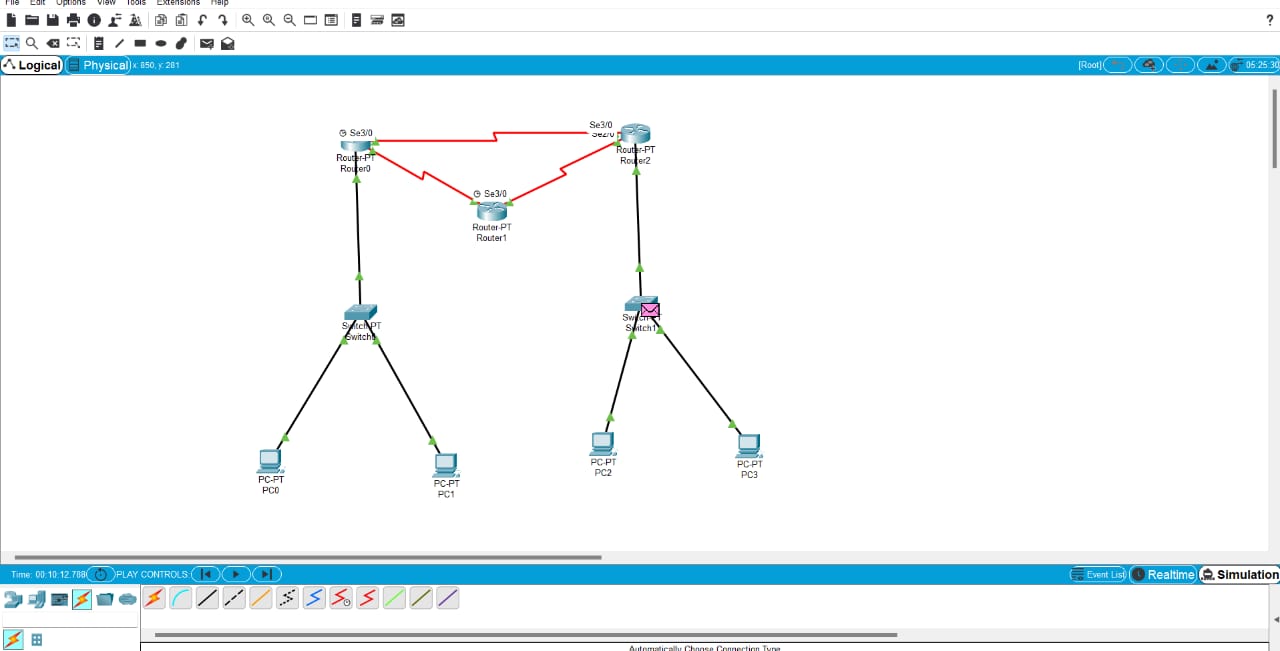 File Edit Options View Tools Extensions Help
?
Logical Physical x: 850, y: 281 [Root] 05:25:30
Se3/0
Se3/0
Se2/0
Router-PT
Router0
Router-PT
Router2
Se3/0
Router-PT
Router1
Switch-PT
Switch0
Switch-PT
Switch1
PC-PT
PC0
PC-PT
PC1
PC-PT
PC2
PC-PT
PC3
Time: 00:10:12.788 PLAY CONTROLS: Event List Realtime Simulation
Automatically Choose Connection Type